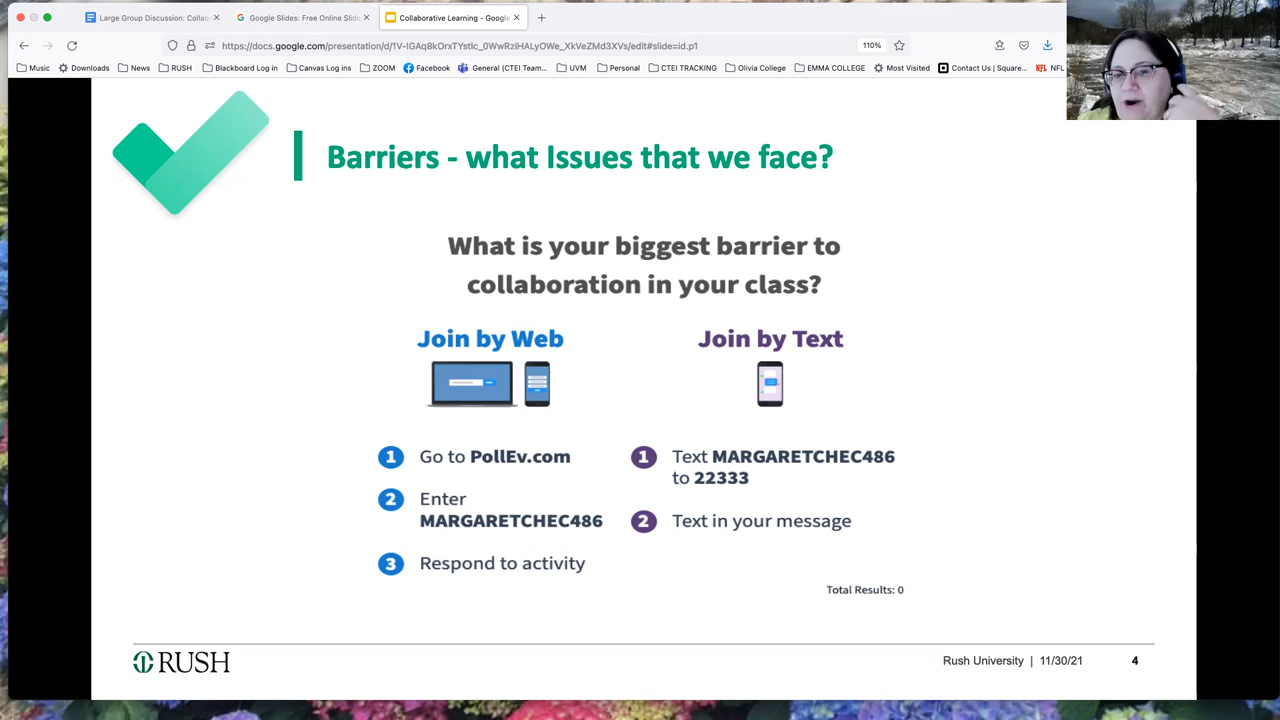 Large Group Discussion: Collab
Google Slides: Free Online Slide
Collaborative Learning - Google
https://docs.google.com/presentation/d/1V-IGAq8kOrxTYstlc_0WwRziHALyOWe_XkVeZMd3XVs/edit#slide=id.p1
110%
Music Downloads News RUSH Blackboard Log in Canvas Log ins ZOOM Facebook General (CTEI Team... UVM Personal CTEI TRACKING Olivia College EMMA COLLEGE Most Visited Contact Us | Square... NFL NFL
Barriers - what Issues that we face?
What is your biggest barrier to
collaboration in your class?
Join by Web
Join by Text
1 Go to PollEv.com
2 Enter
MARGARETCHEC486
3 Respond to activity
1 Text MARGARETCHEC486
to 22333
2 Text in your message
Total Results: 0
RUSH
Rush University | 11/30/21 4